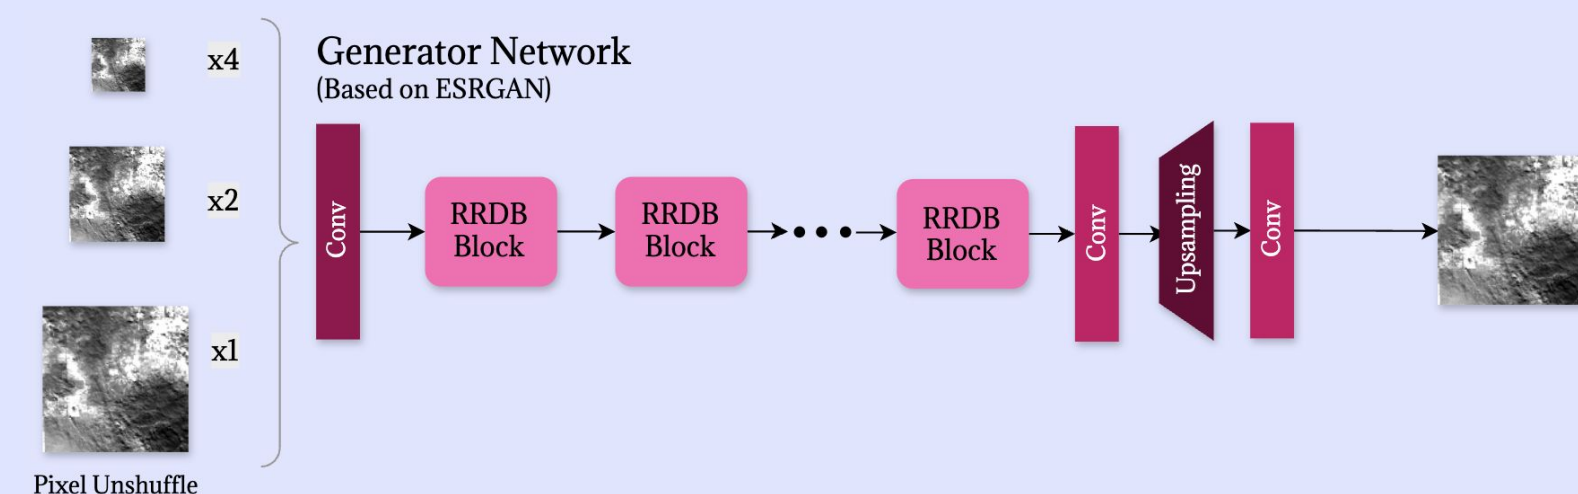 x4
x2
x1
Pixel Unshuffle
Generator Network
(Based on ESRGAN)
Conv
RRDB
Block
RRDB
Block
RRDB
Block
Conv
Upsampling
Conv